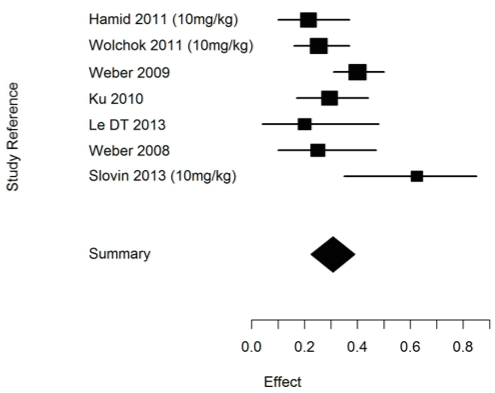 Study Reference
Hamid 2011 (10mg/kg)
Wolchok 2011 (10mg/kg)
Weber 2009
Ku 2010
Le DT 2013
Weber 2008
Slovin 2013 (10mg/kg)
Summary
0.0 0.2 0.4 0.6 0.8
Effect